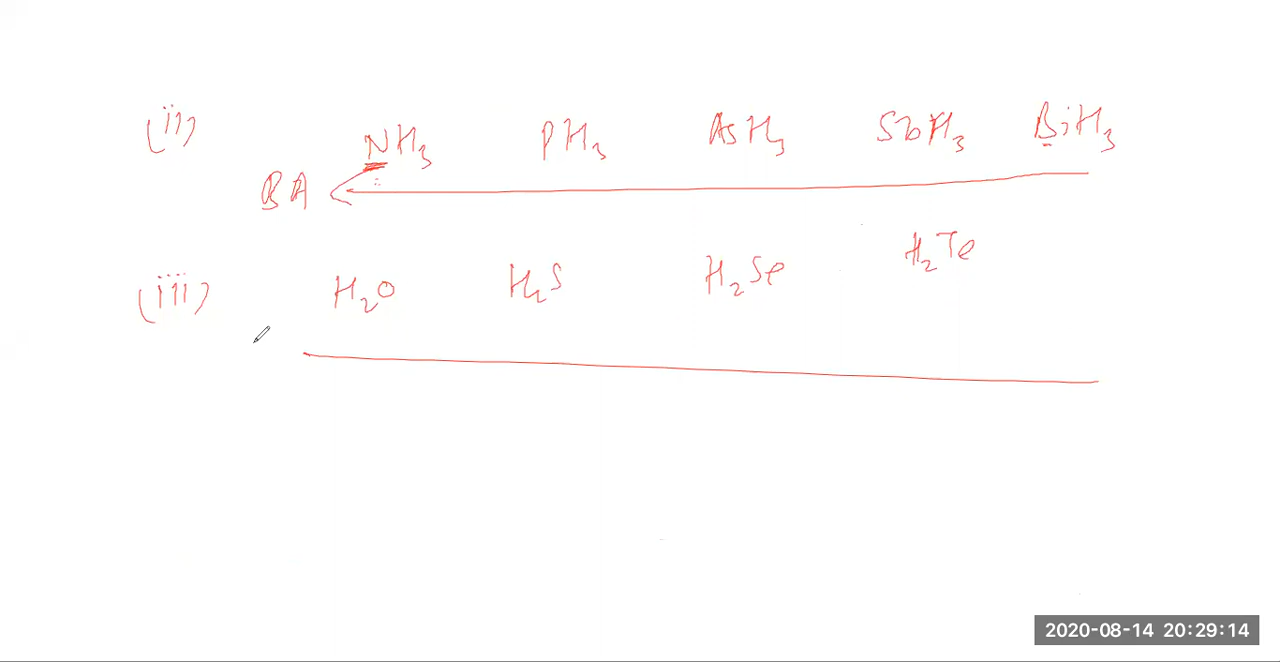 (ii) NH3 PH3 AsH3 SbH3 BiH3
BA
(iii) H2O H2S H2Se H2Te
2020-08-14 20:29:14